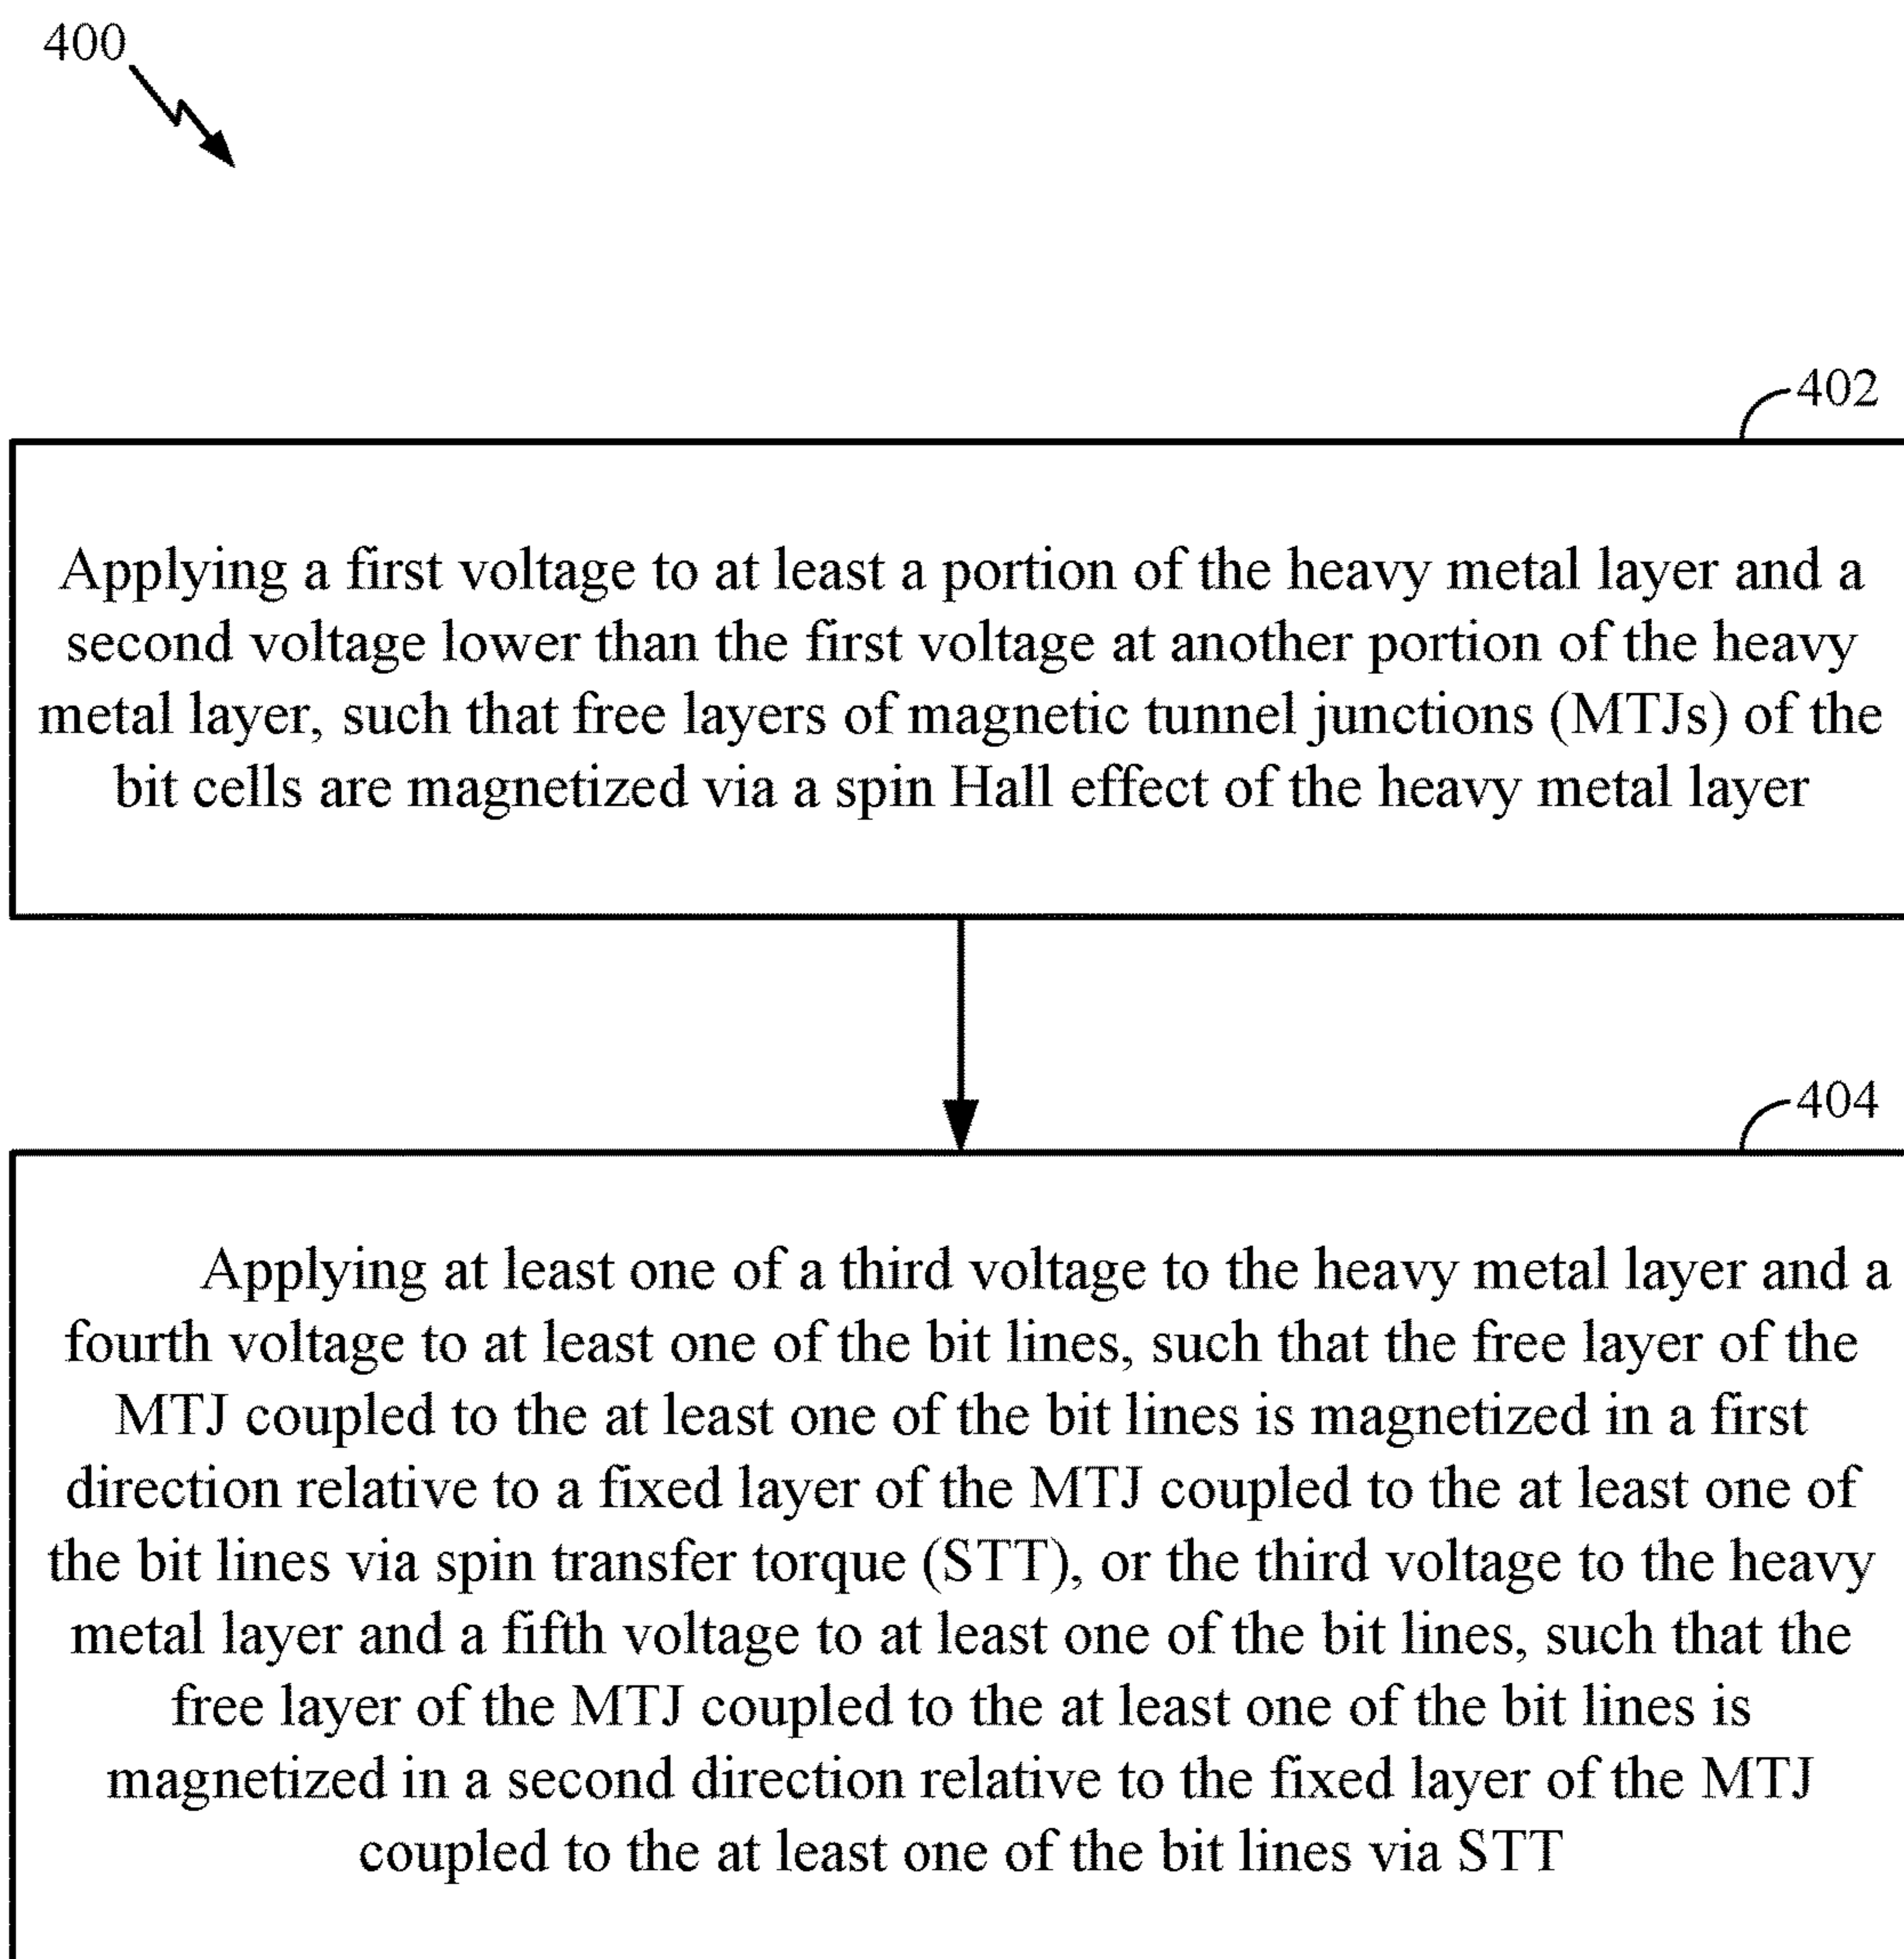 400
402
Applying a first voltage to at least a portion of the heavy metal layer and a
second voltage lower than the first voltage at another portion of the heavy
metal layer, such that free layers of magnetic tunnel junctions (MTJs) of the
bit cells are magnetized via a spin Hall effect of the heavy metal layer
404
Applying at least one of a third voltage to the heavy metal layer and a
fourth voltage to at least one of the bit lines, such that the free layer of the
MTJ coupled to the at least one of the bit lines is magnetized in a first
direction relative to a fixed layer of the MTJ coupled to the at least one of
the bit lines via spin transfer torque (STT), or the third voltage to the heavy
metal layer and a fifth voltage to at least one of the bit lines, such that the
free layer of the MTJ coupled to the at least one of the bit lines is
magnetized in a second direction relative to the fixed layer of the MTJ
coupled to the at least one of the bit lines via STT